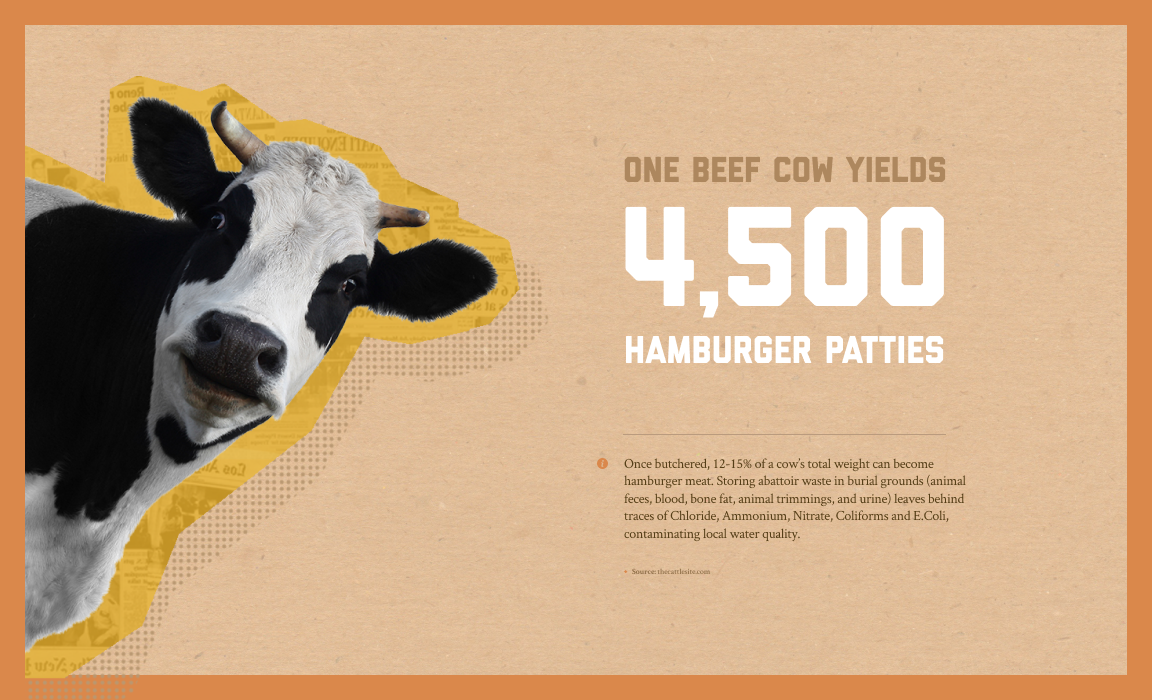 ONE BEEF COW YIELDS
4,500
HAMBURGER PATTIES
Once butchered, 12-15% of a cow's total weight can become
hamburger meat. Storing abattoir waste in burial grounds (animal
feces, blood, bone fat, animal trimmings, and urine) leaves behind
traces of Chloride, Ammonium, Nitrate, Coliforms and E.Coli,
contaminating local water quality.
Source: thecattlesite.com